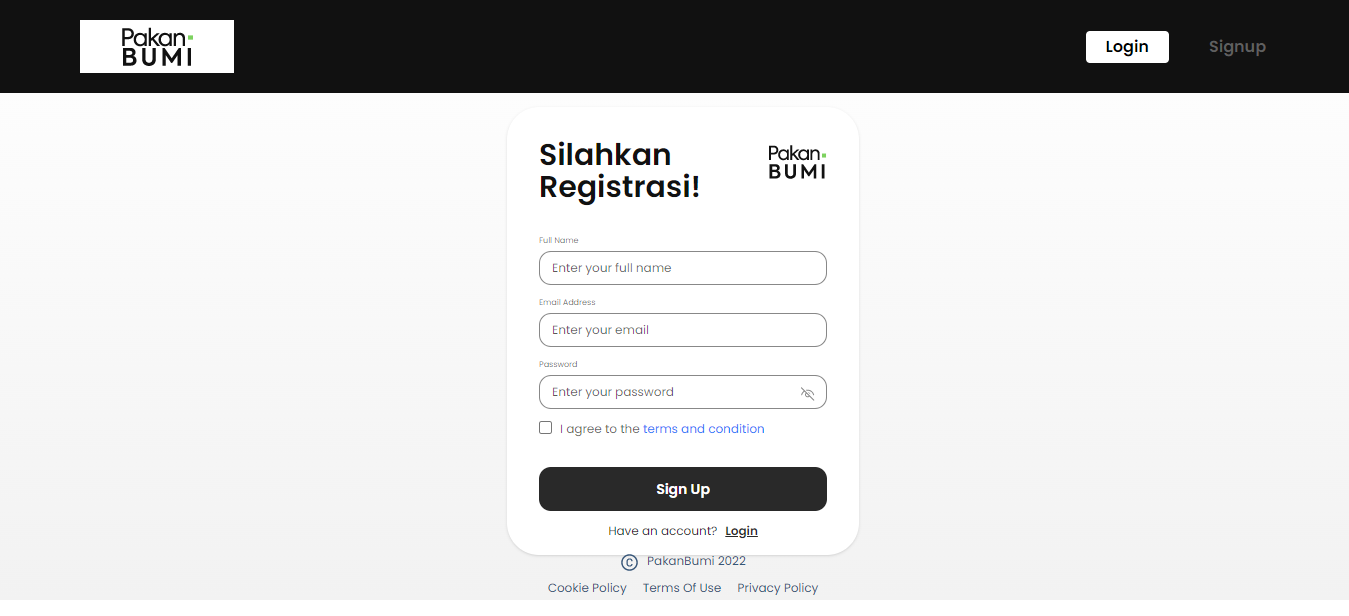 Pakan
BUMI
Login
Signup
Silahkan
Registrasi!
Pakan
BUMI
Full Name
Enter your full name
Email Address
Enter your email
Password
Enter your password
I agree to the terms and condition
Sign Up
Have an account? Login
© PakanBumi 2022
Cookie Policy Terms Of Use Privacy Policy